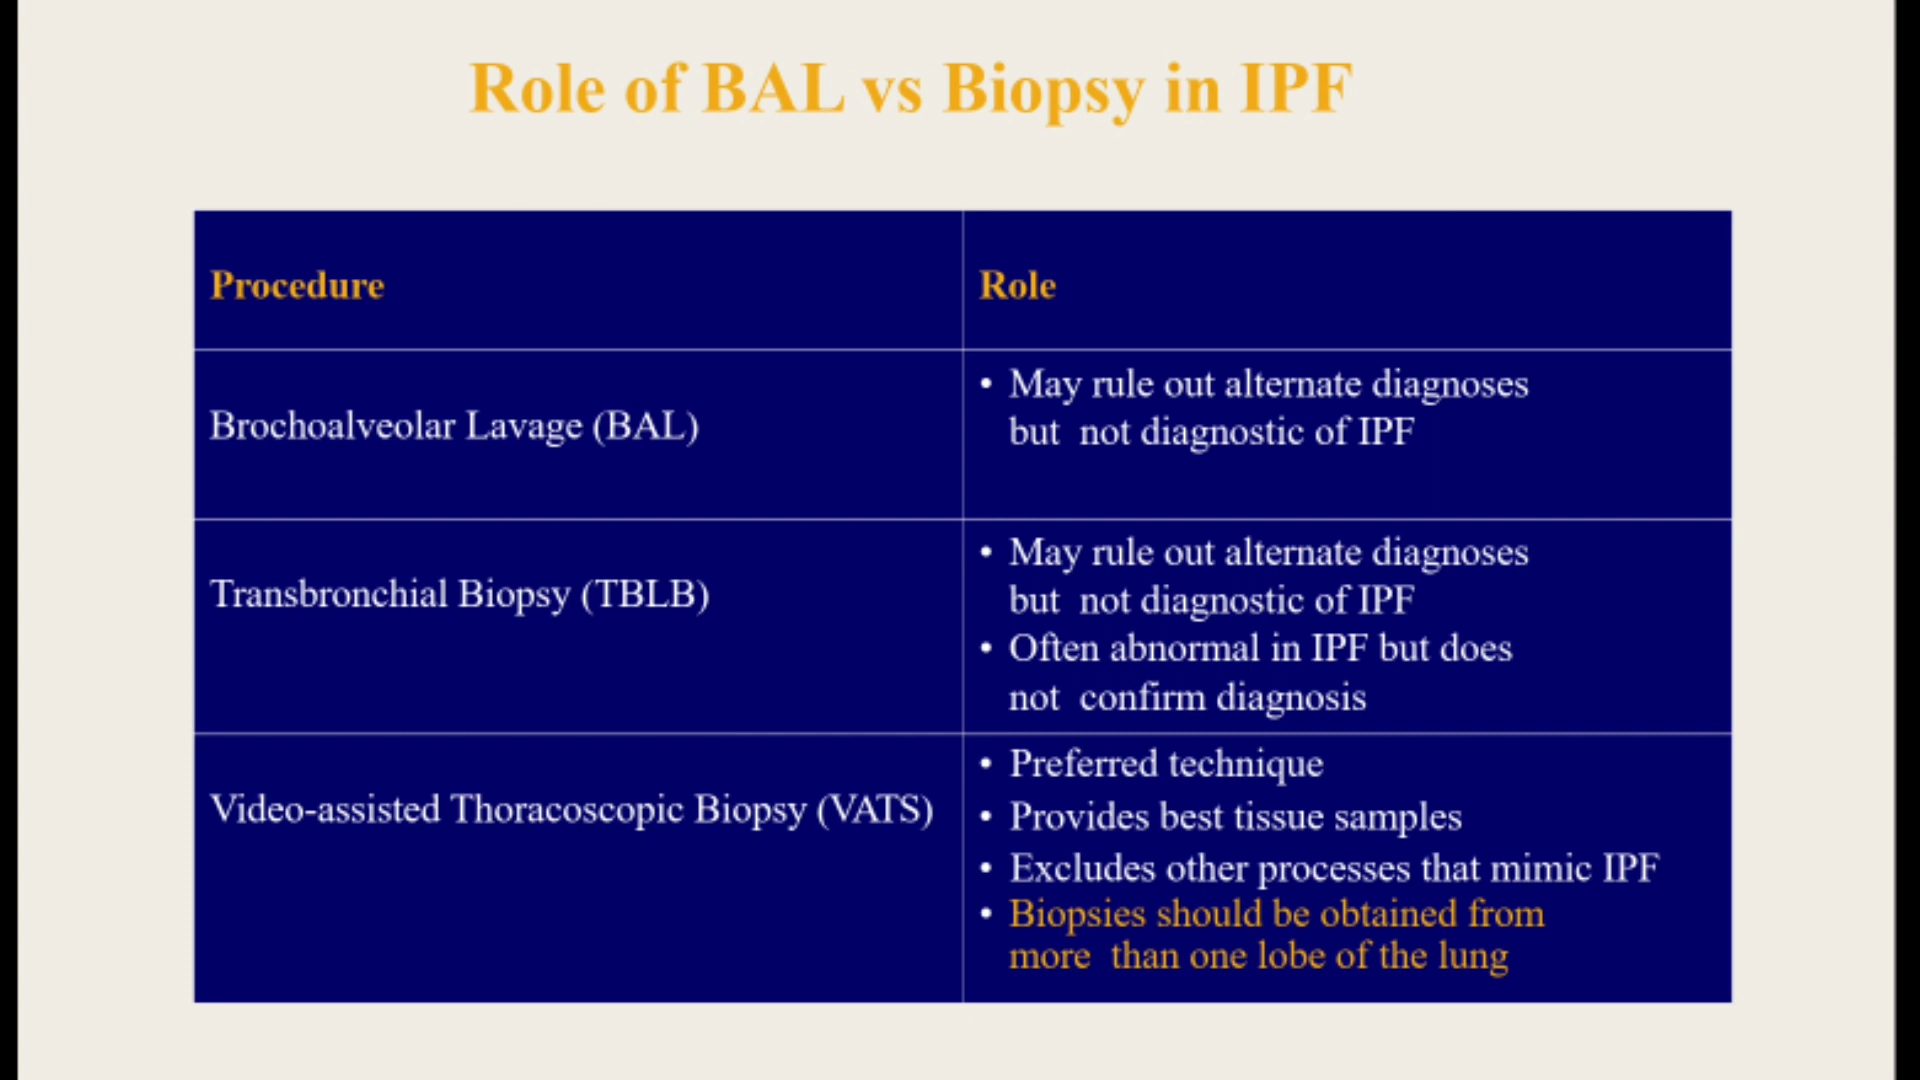 Role of BAL vs Biopsy in IPF
Procedure
Role
Brochoalveolar Lavage (BAL)
• May rule out alternate diagnoses
but not diagnostic of IPF
Transbronchial Biopsy (TBLB)
• May rule out alternate diagnoses
but not diagnostic of IPF
• Often abnormal in IPF but does
not confirm diagnosis
Video-assisted Thoracoscopic Biopsy (VATS)
• Preferred technique
• Provides best tissue samples
• Excludes other processes that mimic IPF
• Biopsies should be obtained from
more than one lobe of the lung